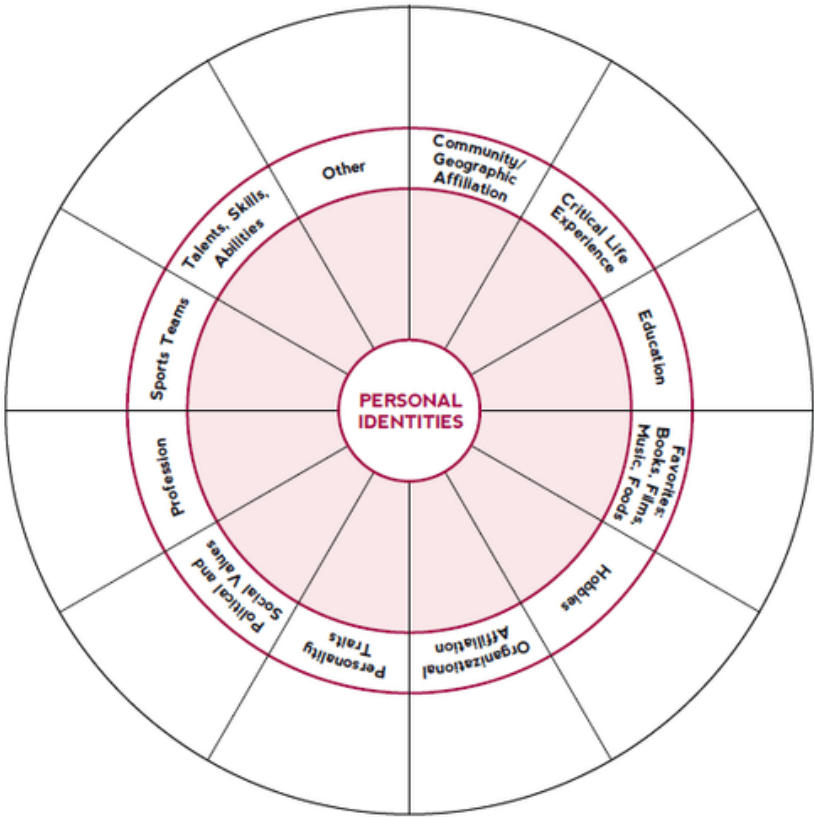 PERSONAL
IDENTITIES
Community/
Geographic
Affiliation
Critical Life
Experience
Education
Favorites:
Books, Films,
Music, Foods
Hobbies
Organizational
Affiliation
Personality
Traits
Political and
Social Values
Profession
Sports Teams
Talents, Skills,
Abilities
Other